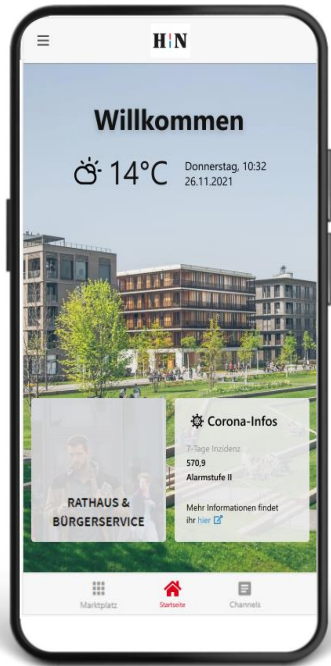 H:N
Willkommen
14°C
Donnerstag, 10:32
26.11.2021
Corona-Infos
7-Tage Inzidenz
570,9
Alarmstufe II
Mehr Informationen findet
ihr hier
RATHAUS &
BÜRGERSERVICE
Marktplatz
Startseite
Channels